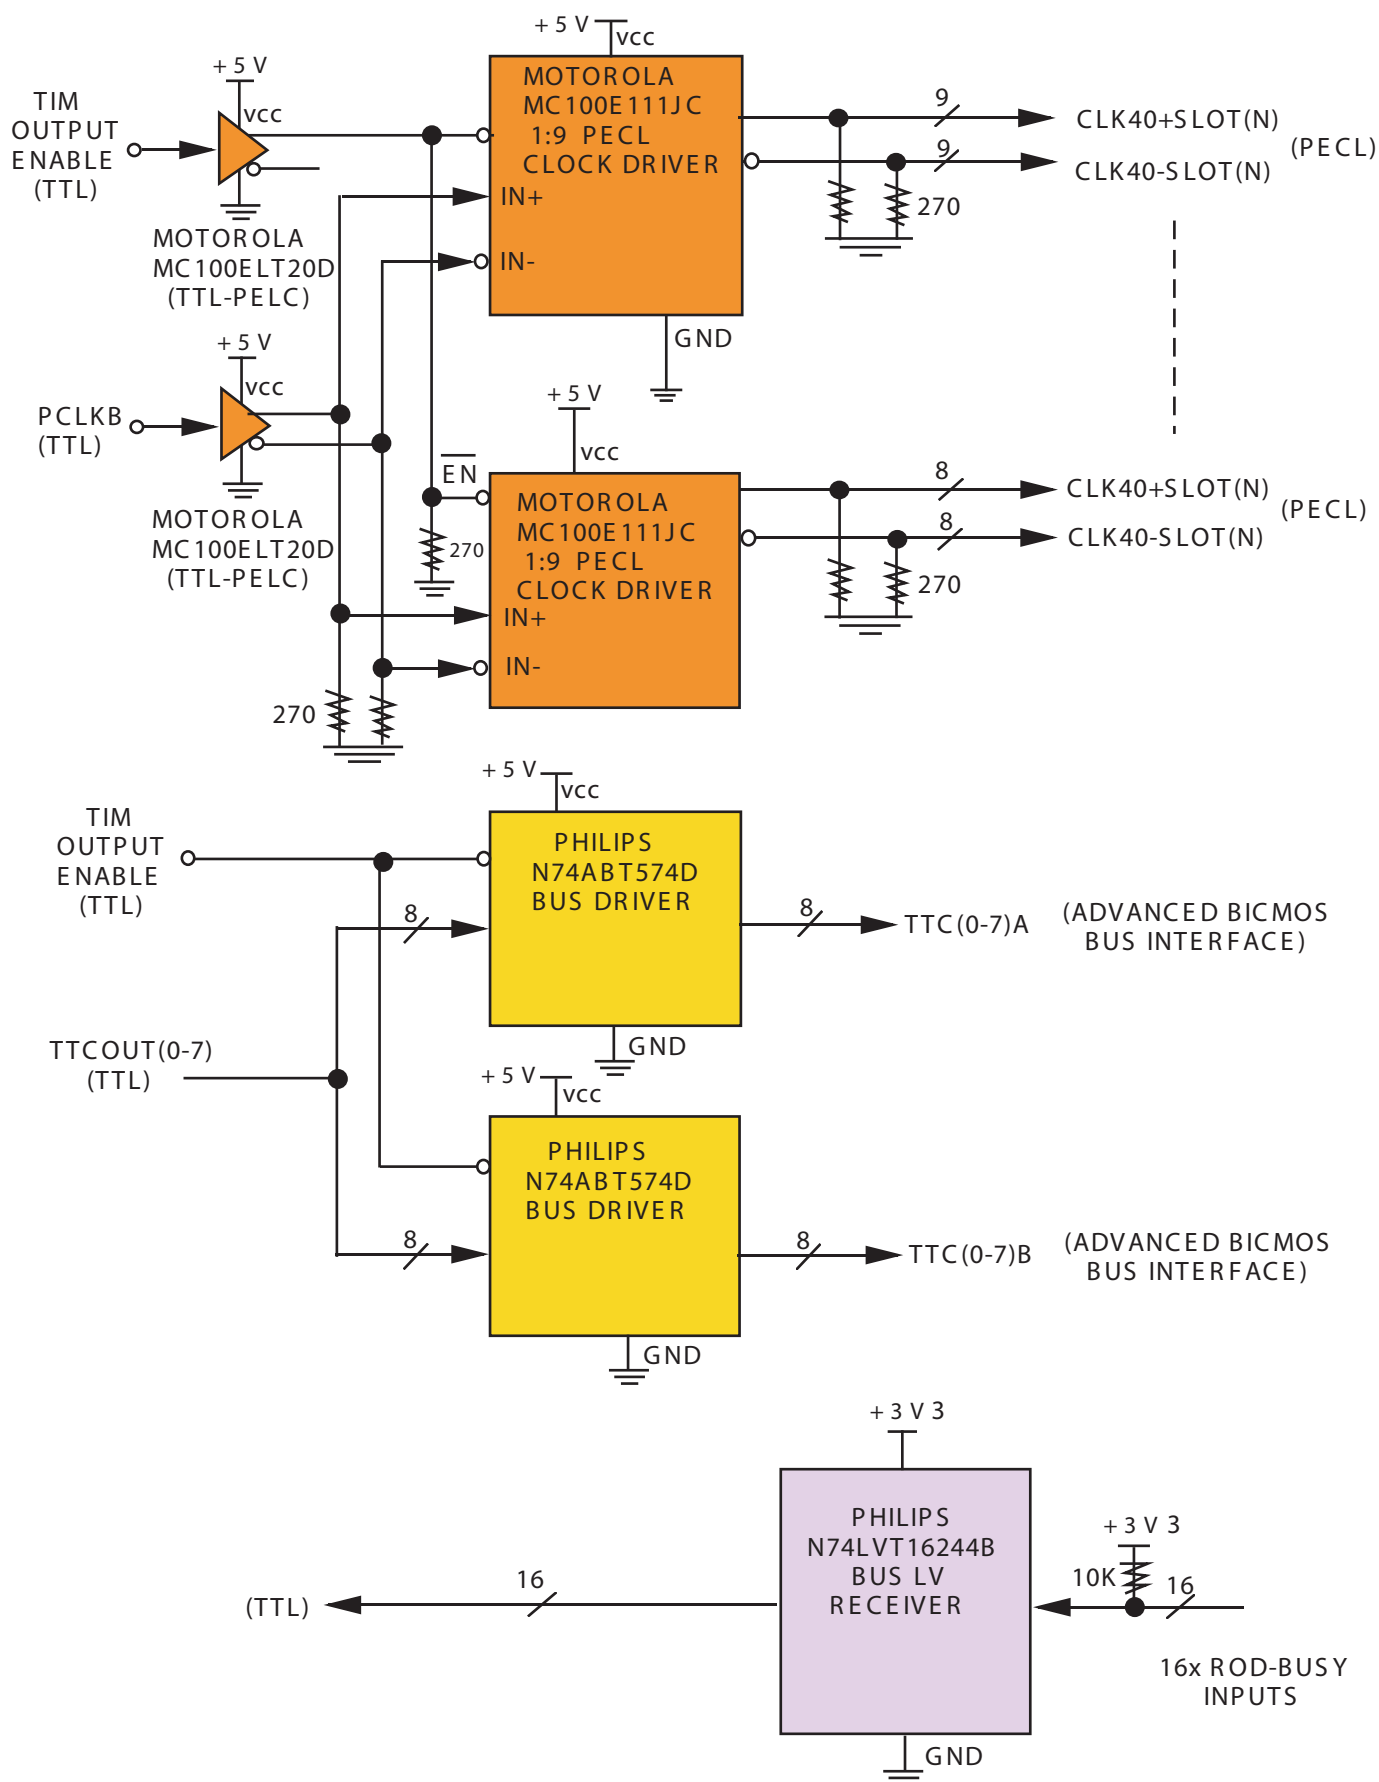 + 5 V
vcc
TIM
OUTPUT
ENABLE
(TTL)
+ 5 V
vcc
MOTOROLA
MC100ELT20D
(TTL-PELC)
MOTOROLA
MC100E111JC
1:9 PECL
CLOCK DRIVER
IN+
IN-
GND
9
CLK40+SLOT(N)
(PECL)
9
CLK40-SLOT(N)
270
+ 5 V
vcc
PCLKB
(TTL)
MOTOROLA
MC100ELT20D
(TTL-PELC)
+ 5 V
vcc
EN
270
MOTOROLA
MC100E111JC
1:9 PECL
CLOCK DRIVER
IN+
IN-
8
CLK40+SLOT(N)
(PECL)
8
CLK40-SLOT(N)
270
270
+ 5 V
vcc
TIM
OUTPUT
ENABLE
(TTL)
PHILIPS
N74ABT574D
BUS DRIVER
8
8
TTC(0-7)A
(ADVANCED BICMOS
BUS INTERFACE)
GND
TTCOUT(0-7)
(TTL)
+ 5 V
vcc
PHILIPS
N74ABT574D
BUS DRIVER
8
8
TTC(0-7)B
(ADVANCED BICMOS
BUS INTERFACE)
GND
+ 3 V 3
PHILIPS
N74LVT16244B
BUS LV
RECEIVER
+ 3 V 3
10K
16
16
(TTL)
16x ROD-BUSY
INPUTS
GND